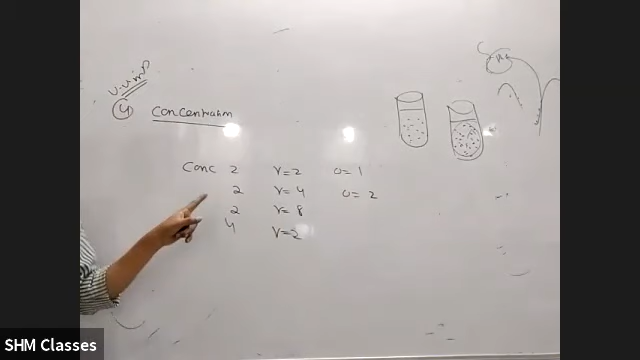 V.V.imp
④ Concentration
Conc 2 V=2 O=1
2 V=4 O=2
2 V=8
4 V=2
SHM Classes